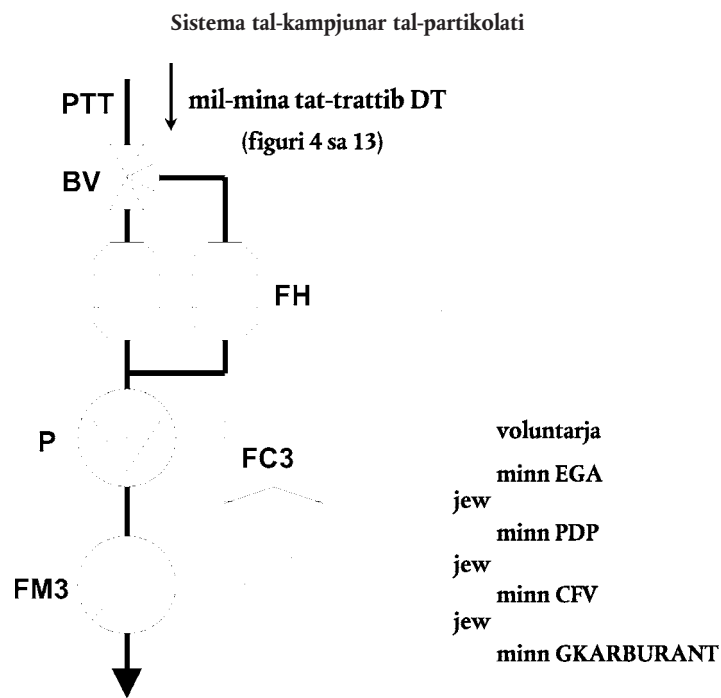 Sistema tal-kampjunar tal-partikolati
PTT
mil-mina tat-trattib DT
(figuri 4 sa 13)
BV
FH
P
FC3
FM3
voluntarja
minn EGA
jew
minn PDP
jew
minn CFV
jew
minn GKARBURANT